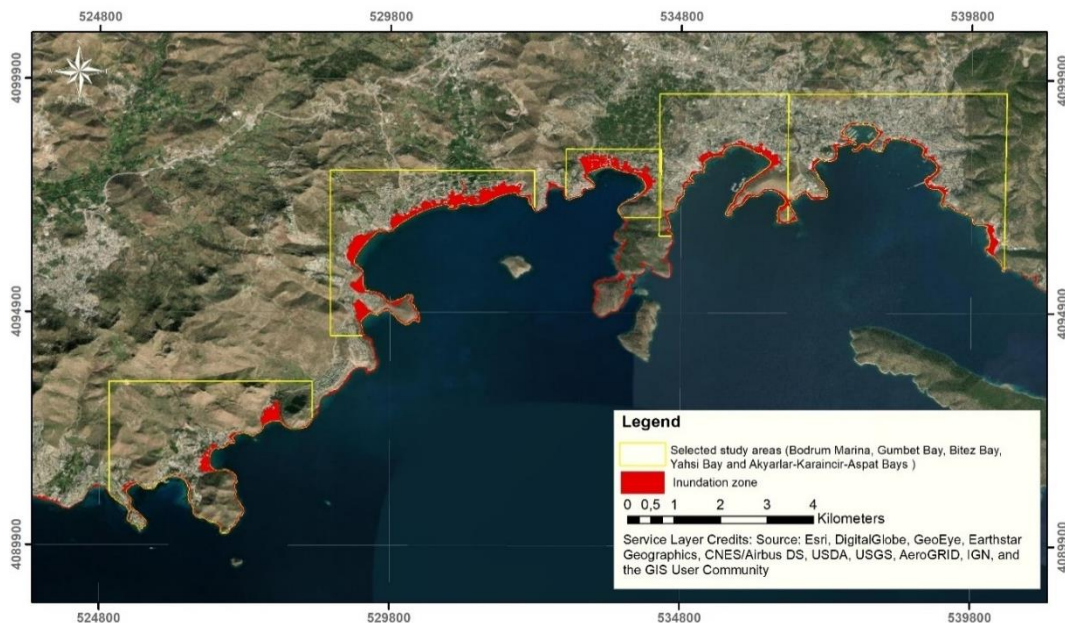 524800 529800 534800 539800
4099900 4099900
4094900 4094900
Legend
Selected study areas (Bodrum Marina, Gumbet Bay, Bitez Bay,
Yahsi Bay and Akyarlar-Karaincir-Aspat Bays )
Inundation zone
0 0,5 1 2 3 4
Kilometers
Service Layer Credits: Source: Esri, DigitalGlobe, GeoEye, Earthstar
Geographics, CNES/Airbus DS, USDA, USGS, AeroGRID, IGN, and
the GIS User Community
4089900 4089900
524800 529800 534800 539800